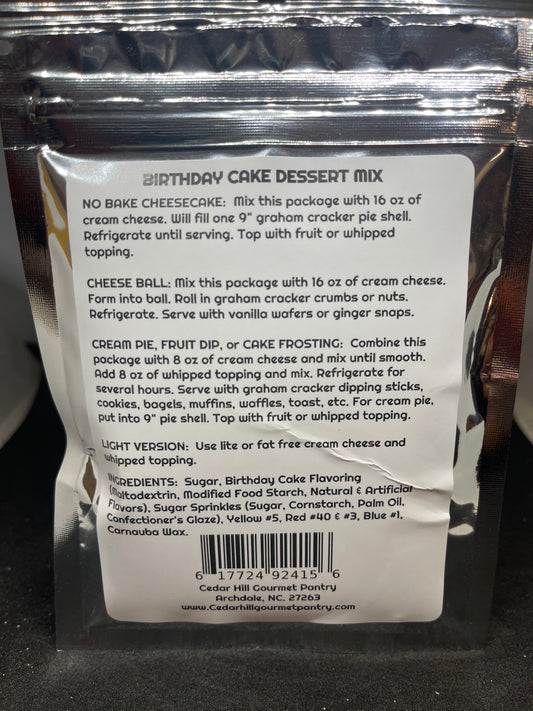 BIRTHDAY CAKE DESSERT MIX
NO BAKE CHEESECAKE: Mix this package with 16 oz of
cream cheese. Will fill one 9" graham cracker pie shell.
Refrigerate until serving. Top with fruit or whipped
topping.
CHEESE BALL: Mix this package with 16 oz of cream cheese.
Form into ball. Roll in graham cracker crumbs or nuts.
Refrigerate. Serve with vanilla wafers or ginger snaps.
CREAM PIE, FRUIT DIP, or CAKE FROSTING: Combine this
package with 8 oz of cream cheese and mix until smooth.
Add 8 oz of whipped topping and mix. Refrigerate for
several hours. Serve with graham cracker dipping sticks,
cookies, bagels, muffins, waffles, toast, etc. For cream pie,
put into 9" pie shell. Top with fruit or whipped topping.
LIGHT VERSION: Use lite or fat free cream cheese and
whipped topping.
INGREDIENTS: Sugar, Birthday Cake Flavoring
(Maltodextrin, Modified Food Starch, Natural & Artificial
Flavors), Sugar Sprinkles (Sugar, Cornstarch, Palm Oil,
Confectioner's Glaze), Yellow #5, Red #40 & #3, Blue #1,
Carnauba Wax.
6 17724 92415 6
Cedar Hill Gourmet Pantry
Archdale, NC. 27263
www.Cedarhillgourmetpantry.com